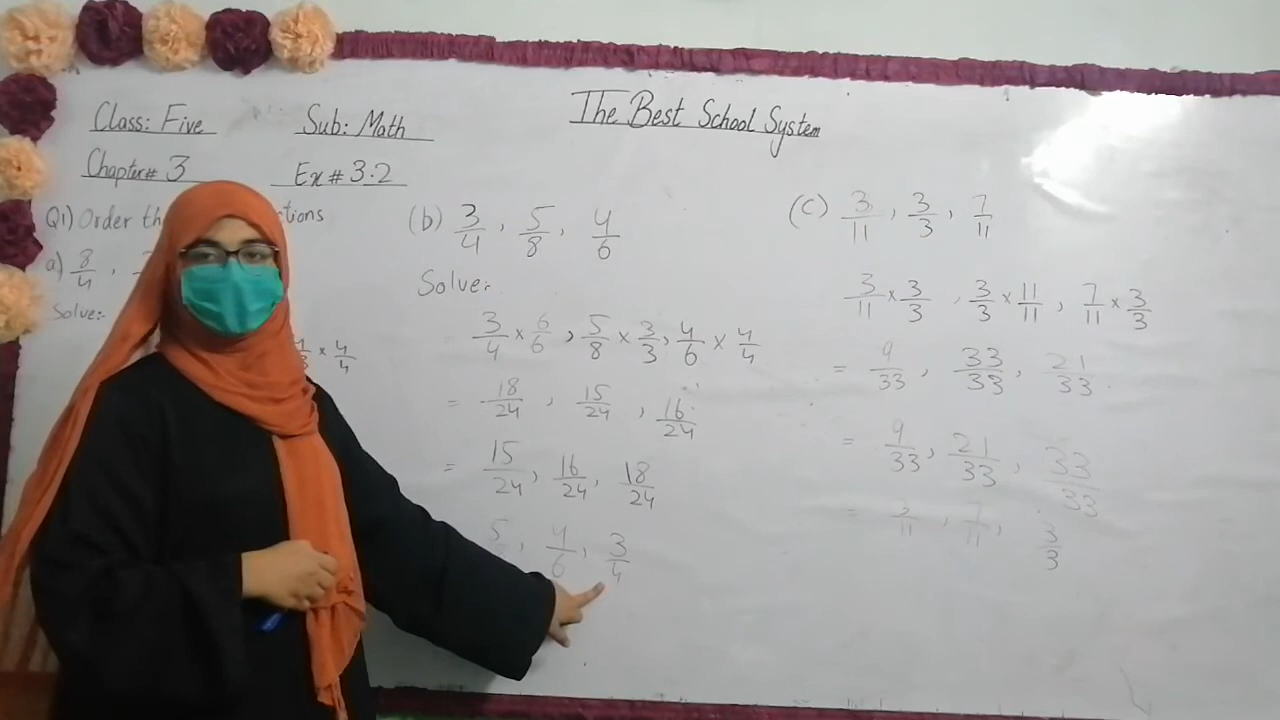 The Best School System
Class: Five Sub: Math
Chapter# 3 Ex # 3.2
Q1) Order
a) 8/4 ,
Solve:-
× 4/4
(b) 3/4 , 5/8 , 4/6
Solve:-
3/4 × 6/6 , 5/8 × 3/3 , 4/6 × 4/4
= 18/24 , 15/24 , 16/24
= 15/24 , 16/24 , 18/24
5 , 4/6 , 3/4
(C) 3/11 , 3/3 , 7/11
3/11 × 3/3 , 3/3 × 11/11 , 7/11 × 3/3
= 9/33 , 33/33 , 21/33
= 9/33 , 21/33 , 33/33
= 3/11 , 7/11 , 3/3